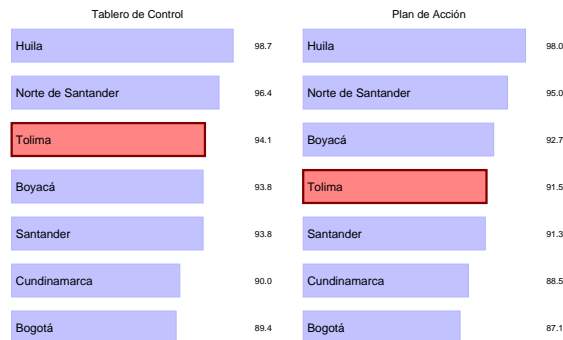 Tablero de Control
Huila 98.7
Norte de Santander 96.4
Tolima 94.1
Boyacá 93.8
Santander 93.8
Cundinamarca 90.0
Bogotá 89.4
Plan de Acción
Huila 98.0
Norte de Santander 95.0
Boyacá 92.7
Tolima 91.5
Santander 91.3
Cundinamarca 88.5
Bogotá 87.1